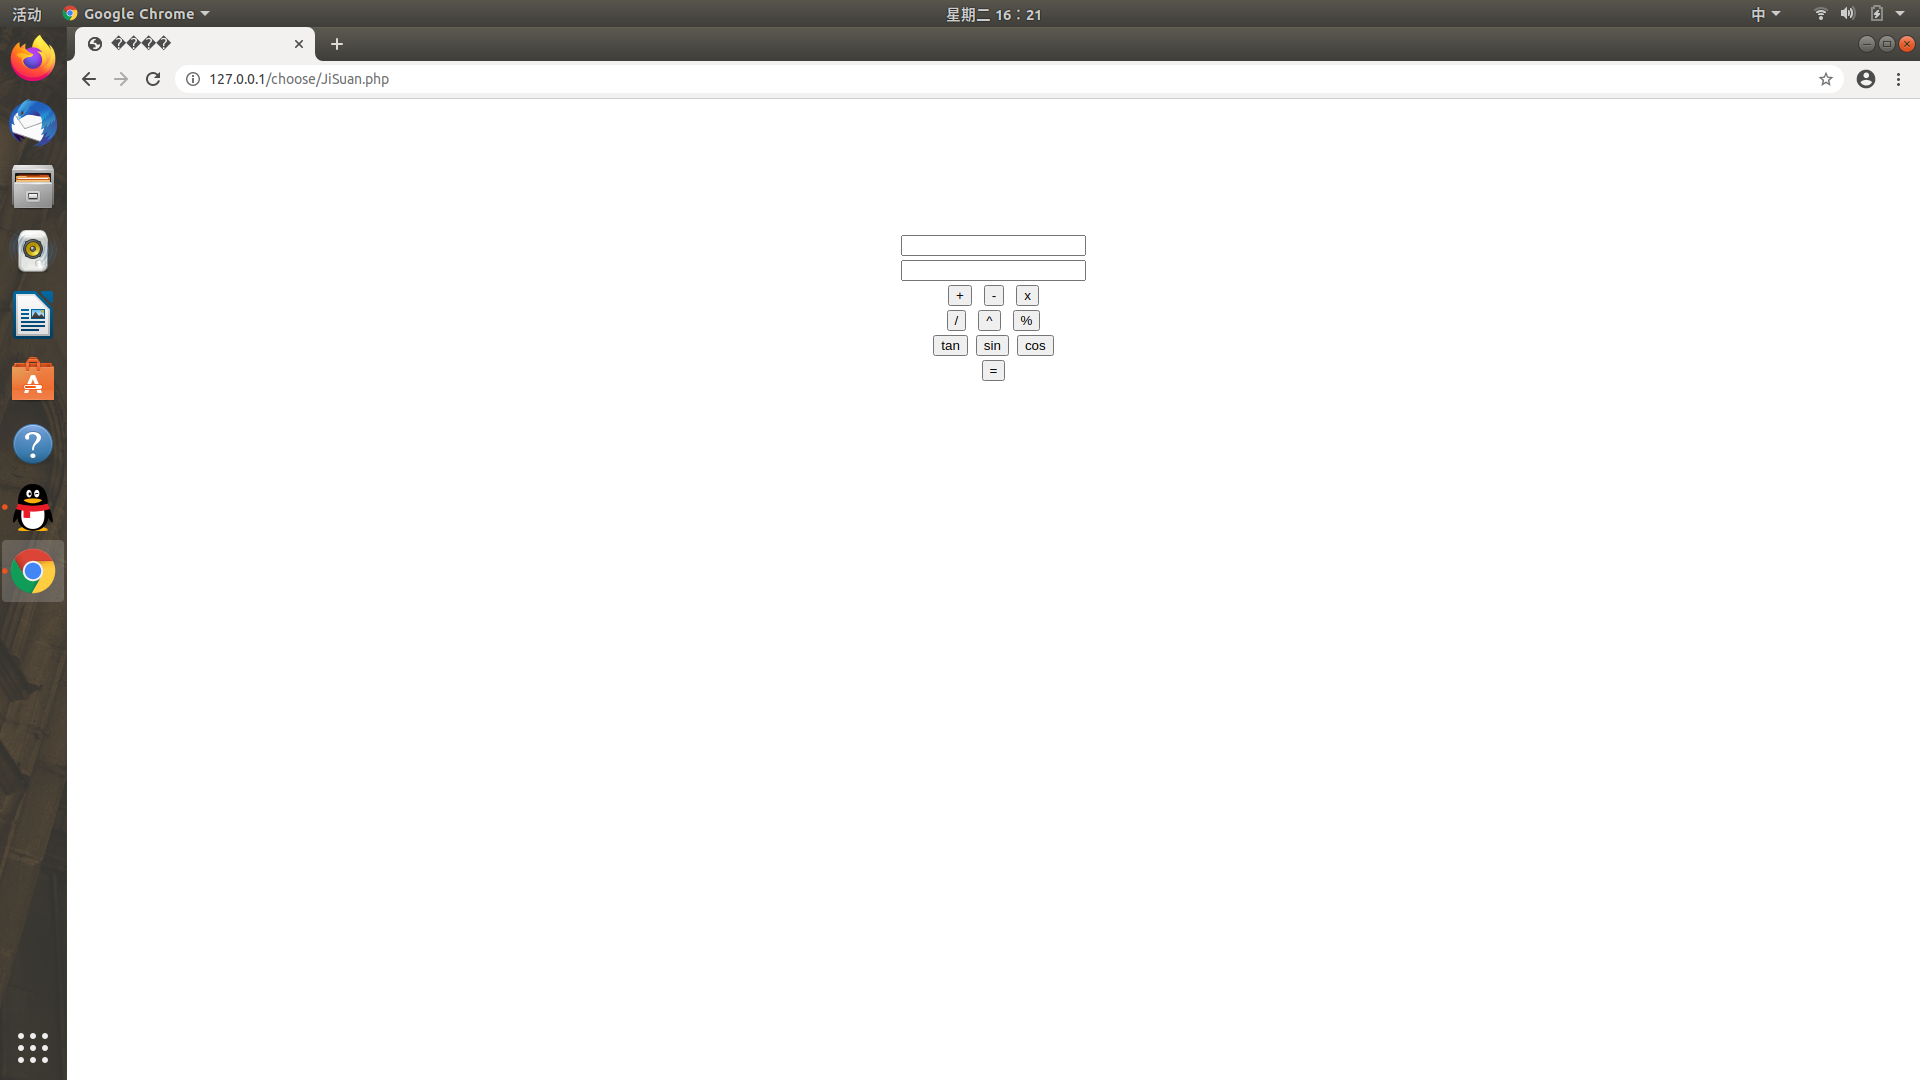 活动 Google Chrome 星期二 16：21 中
����
127.0.0.1/choose/JiSuan.php
+ - x
/ ^ %
tan sin cos
=